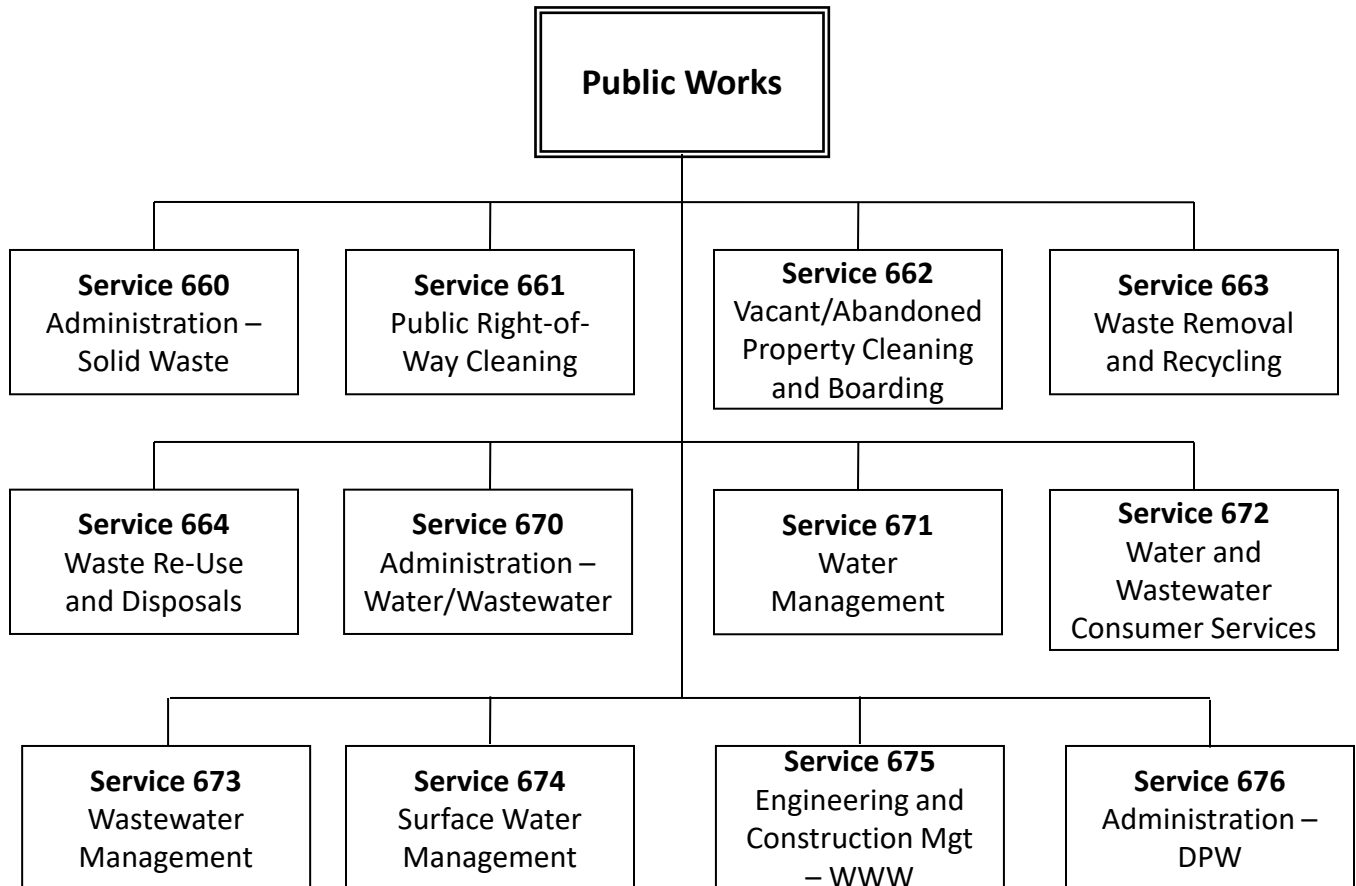 Public Works
Service 660
Administration –
Solid Waste
Service 661
Public Right-of-
Way Cleaning
Service 662
Vacant/Abandoned
Property Cleaning
and Boarding
Service 663
Waste Removal
and Recycling
Service 664
Waste Re-Use
and Disposals
Service 670
Administration –
Water/Wastewater
Service 671
Water
Management
Service 672
Water and
Wastewater
Consumer Services
Service 673
Wastewater
Management
Service 674
Surface Water
Management
Service 675
Engineering and
Construction Mgt
– WWW
Service 676
Administration –
DPW